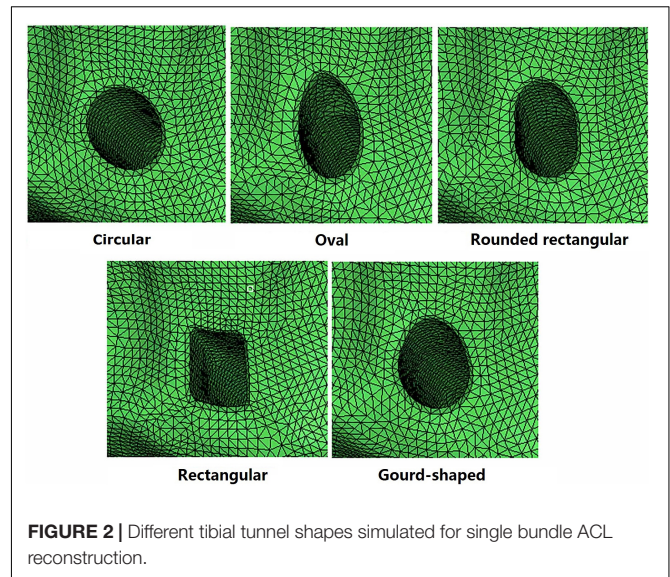 Circular
Oval
Rounded rectangular
Rectangular
Gourd-shaped
FIGURE 2 | Different tibial tunnel shapes simulated for single bundle ACL
reconstruction.